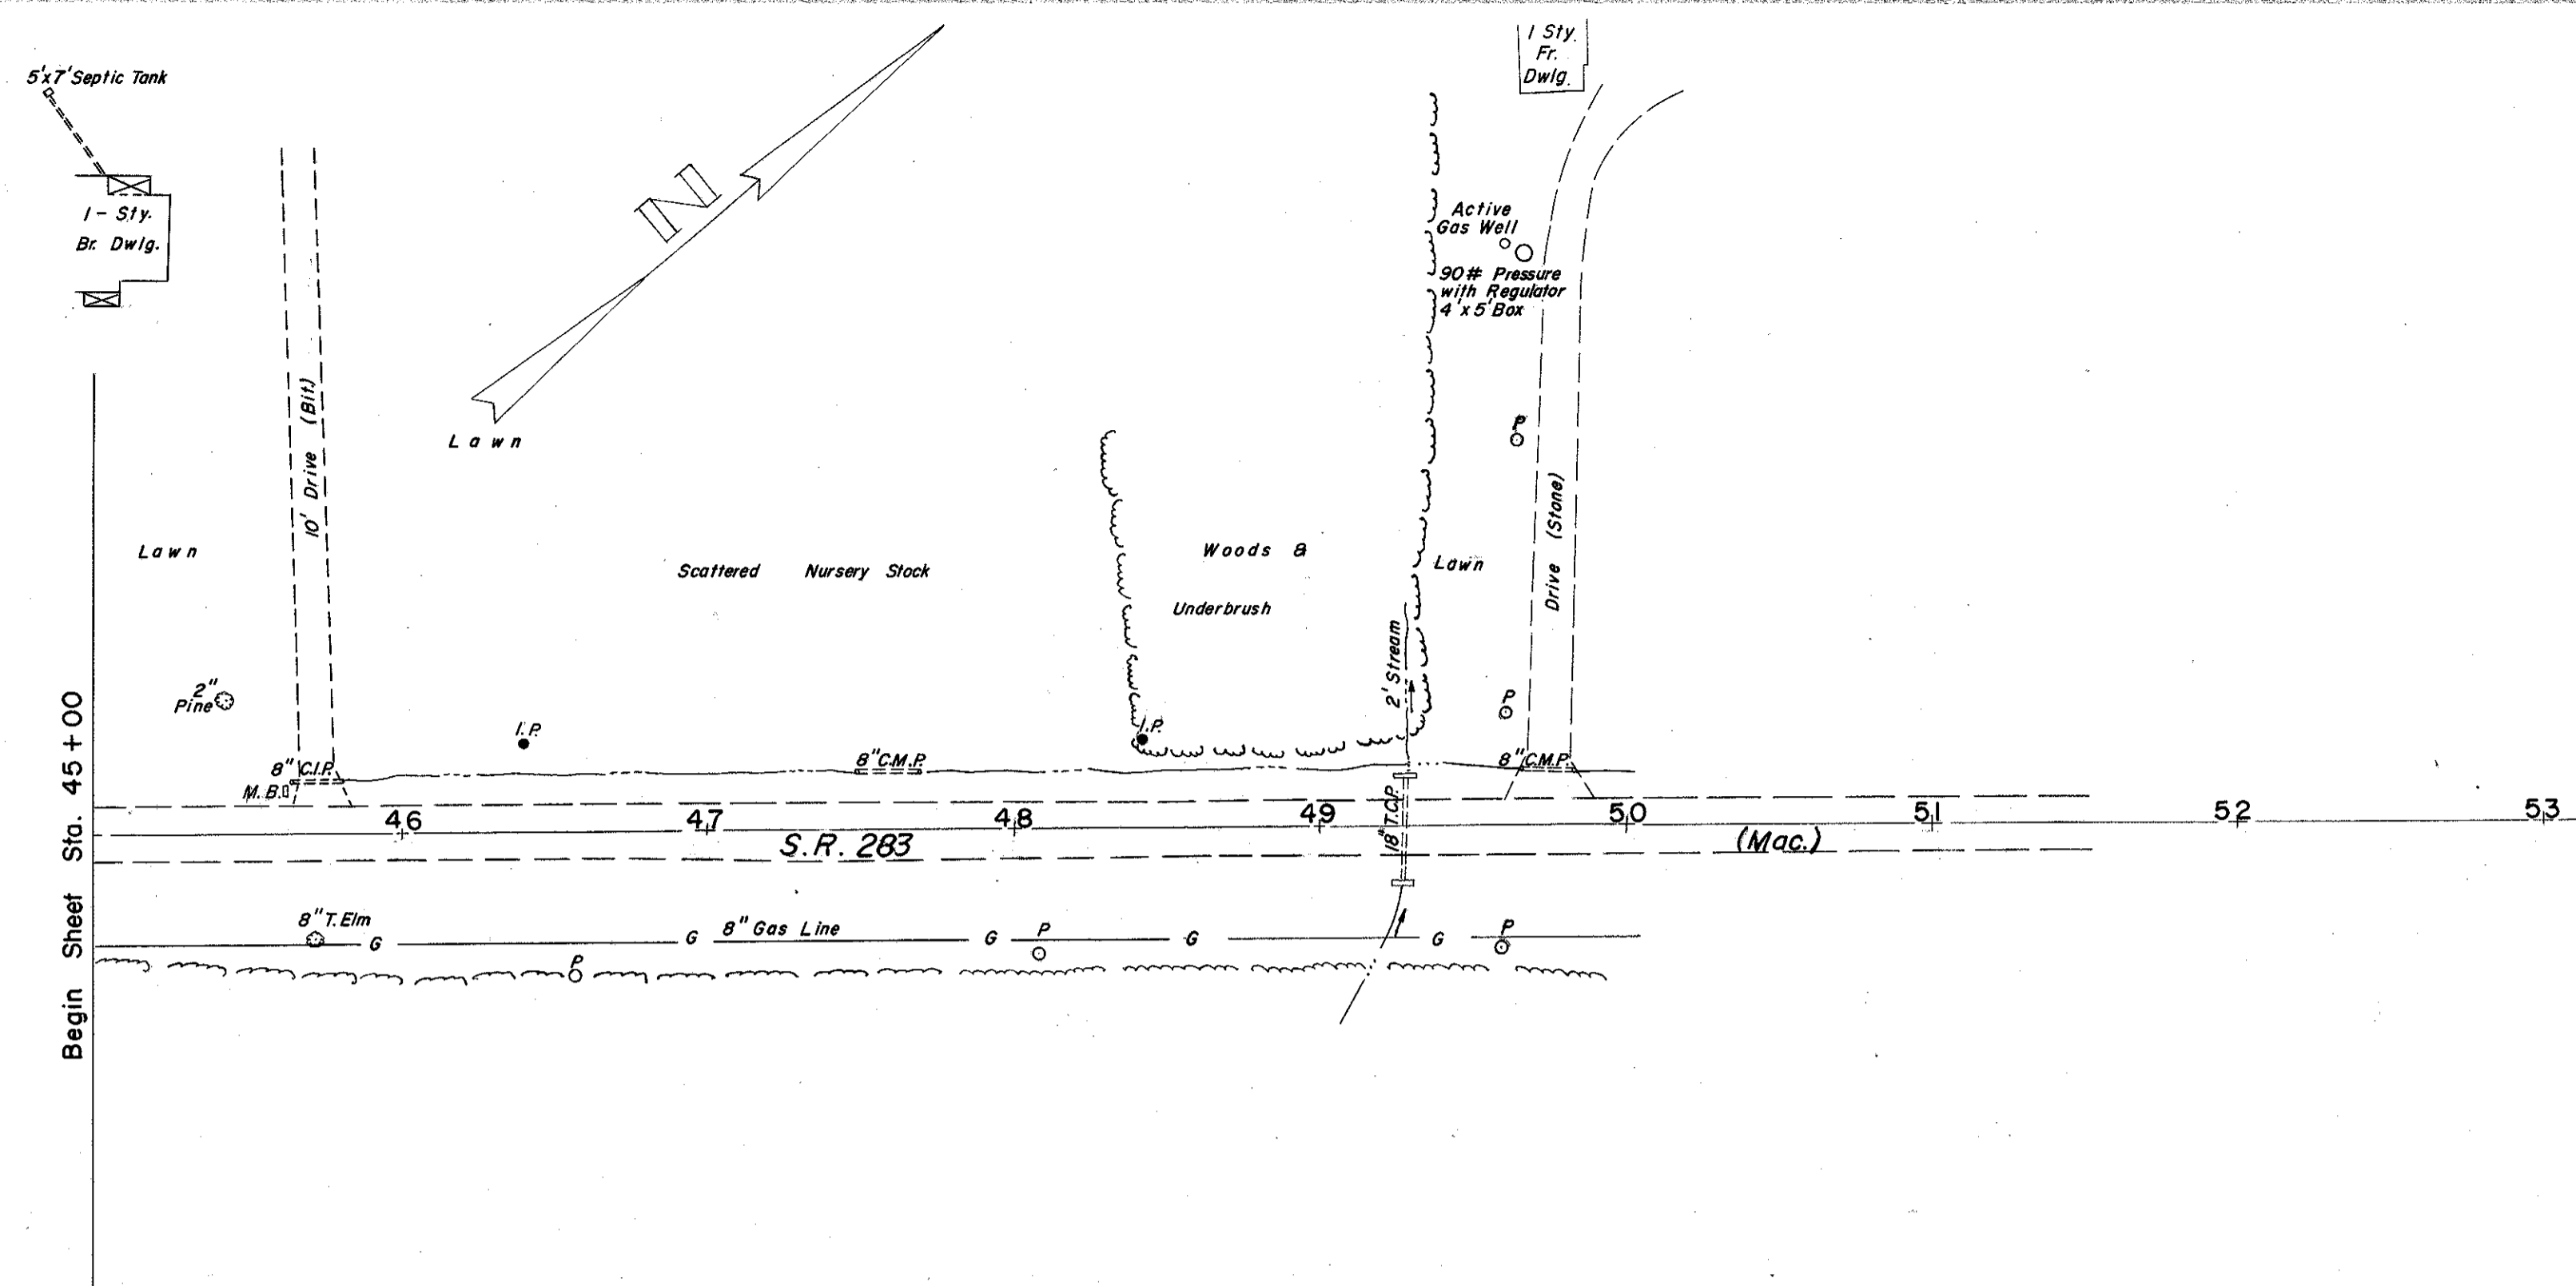 5'x7' Septic Tank
1 Sty.
Fr.
Dwlg.
1 - Sty.
Br. Dwlg.
N
Active
Gas Well
90# Pressure
with Regulator
4'x5' Box
10' Drive (Bit.)
Lawn
P
Lawn
Scattered Nursery Stock
Woods &
Underbrush
Lawn
Drive (Stone)
2' Stream
2"
Pine
I.P.
I.P.
P
8" C.I.P.
M.B.
8" C.M.P.
8" C.M.P.
18" T.C.P.
Begin Sheet Sta. 45 + 00
46 47 48 49 50 51 52 53
S.R. 283
(Mac.)
8" T. Elm
G G 8" Gas Line G P G G P
P